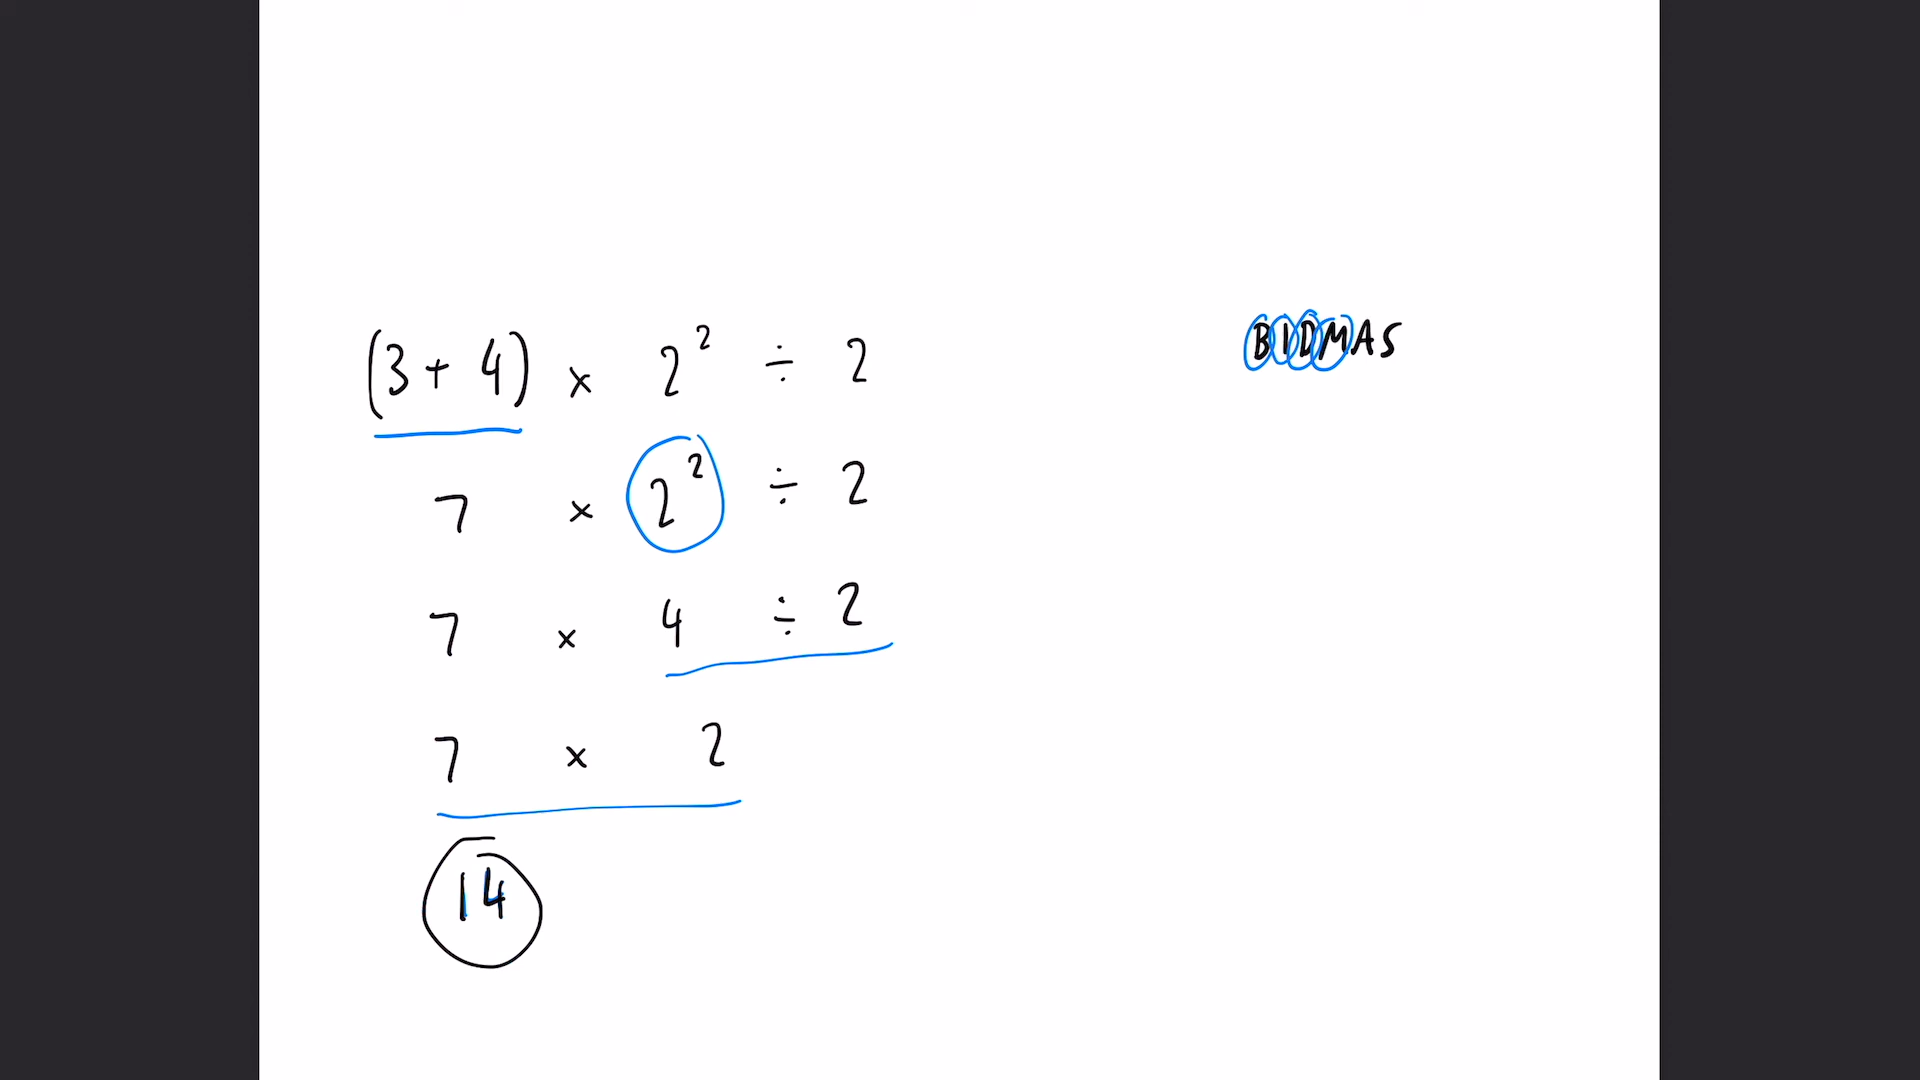 (3 + 4) × 2² ÷ 2
BIDMAS
7 × 2² ÷ 2
7 × 4 ÷ 2
7 × 2
14